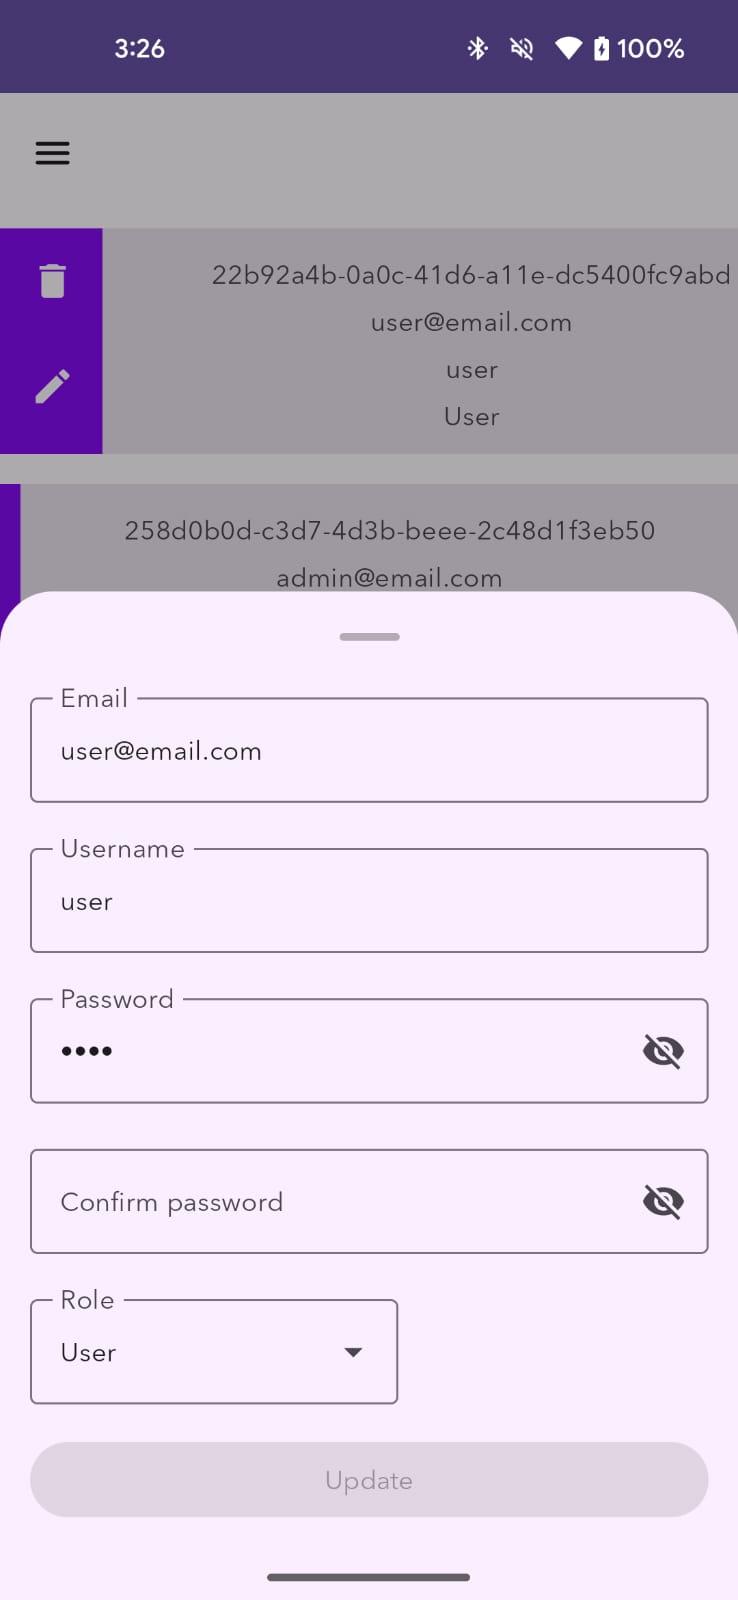 3:26
100%
22b92a4b-0a0c-41d6-a11e-dc5400fc9abd
user@email.com
user
User
258d0b0d-c3d7-4d3b-beee-2c48d1f3eb50
admin@email.com
Email
user@email.com
Username
user
Password
••••
Confirm password
Role
User
Update